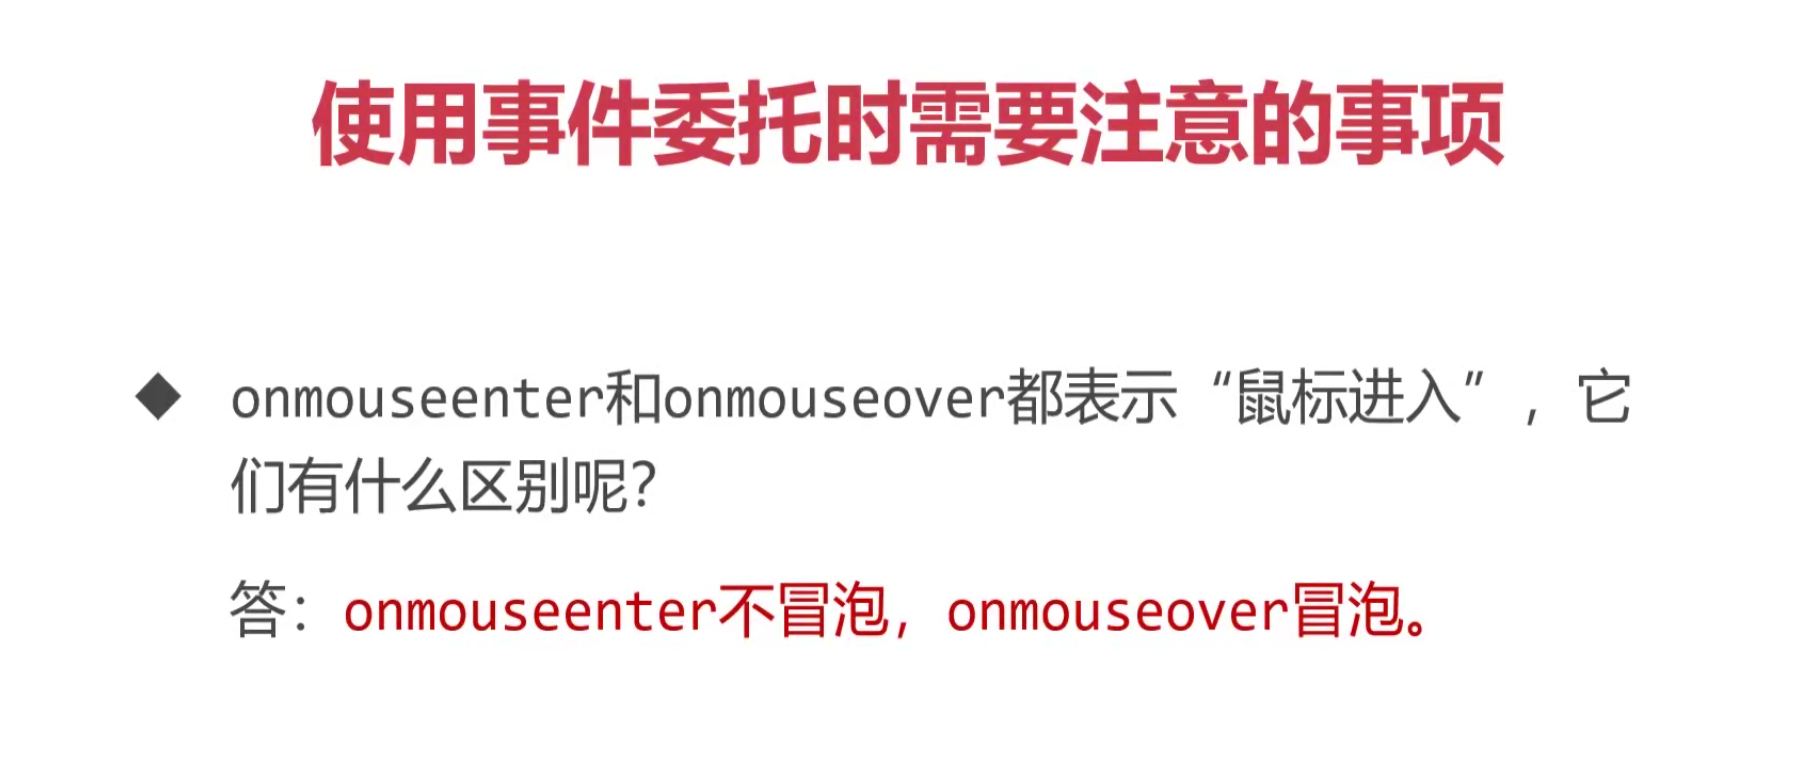 使用事件委托时需要注意的事项
◆ onmouseenter和onmouseover都表示“鼠标进入”，它
们有什么区别呢？
答：onmouseenter不冒泡，onmouseover冒泡。